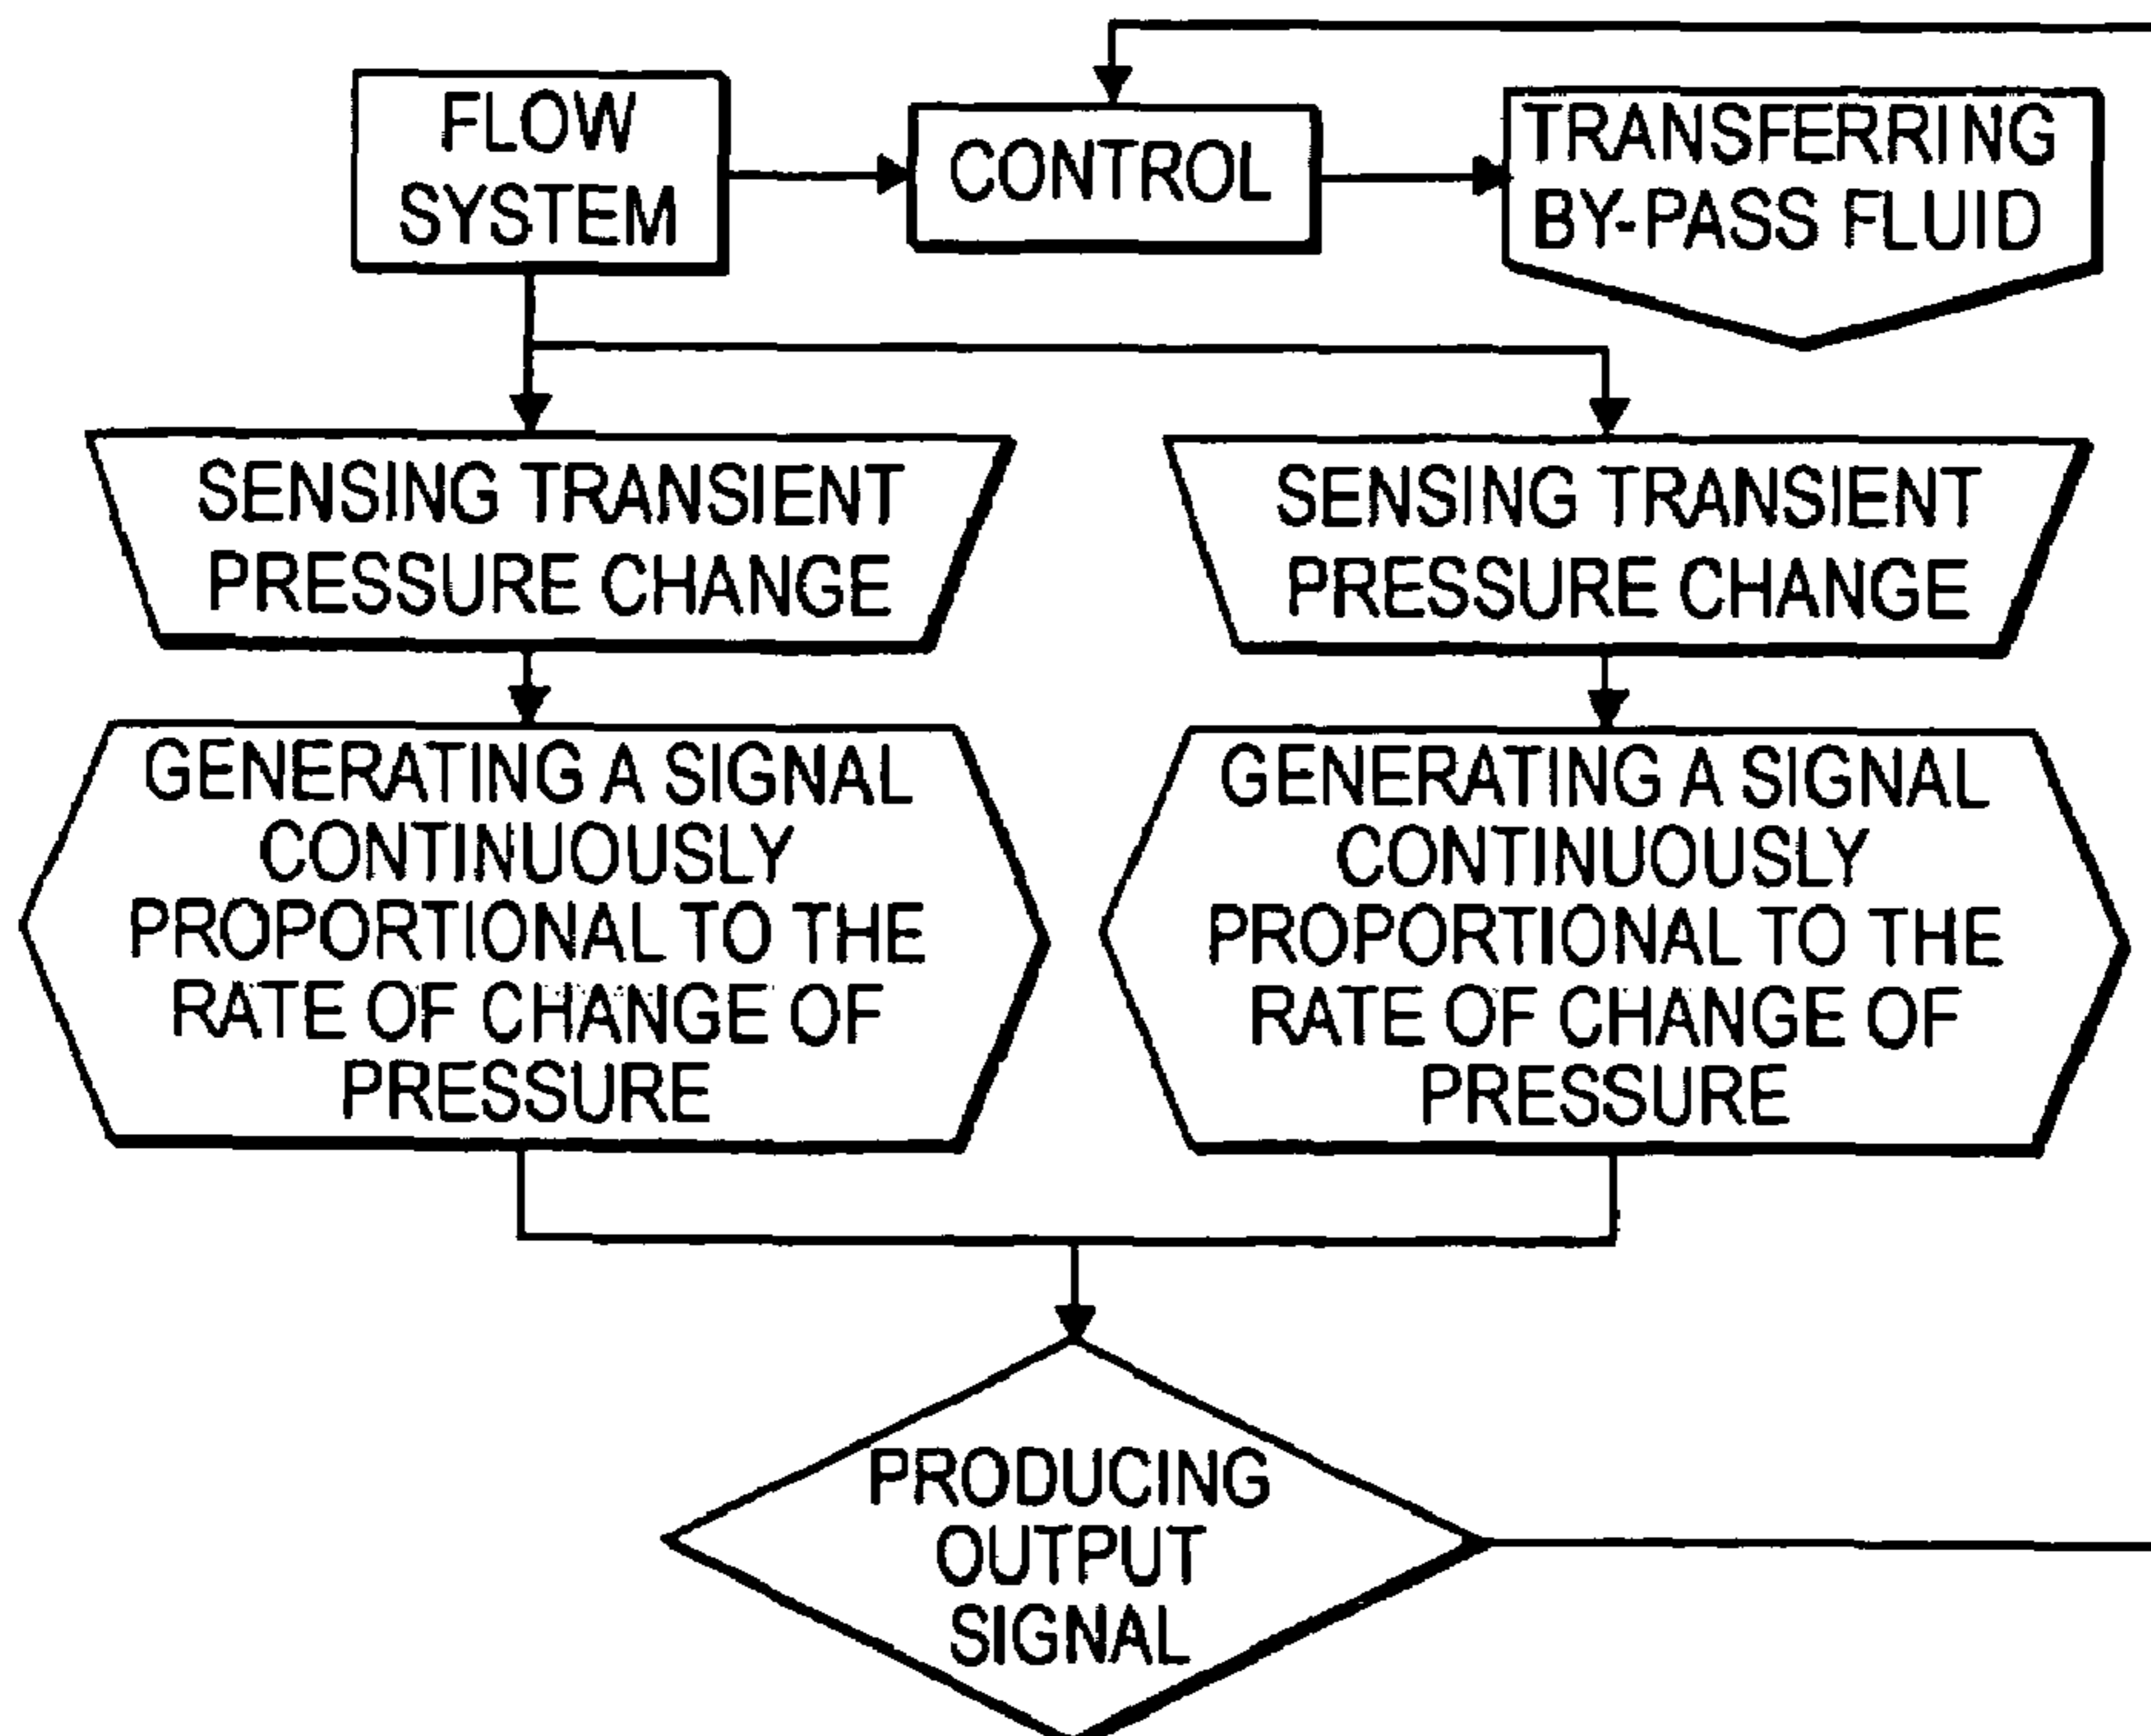 FLOW
SYSTEM
CONTROL
TRANSFERRING
BY-PASS FLUID
SENSING TRANSIENT
PRESSURE CHANGE
SENSING TRANSIENT
PRESSURE CHANGE
GENERATING A SIGNAL
CONTINUOUSLY
PROPORTIONAL TO THE
RATE OF CHANGE OF
PRESSURE
GENERATING A SIGNAL
CONTINUOUSLY
PROPORTIONAL TO THE
RATE OF CHANGE OF
PRESSURE
PRODUCING
OUTPUT
SIGNAL